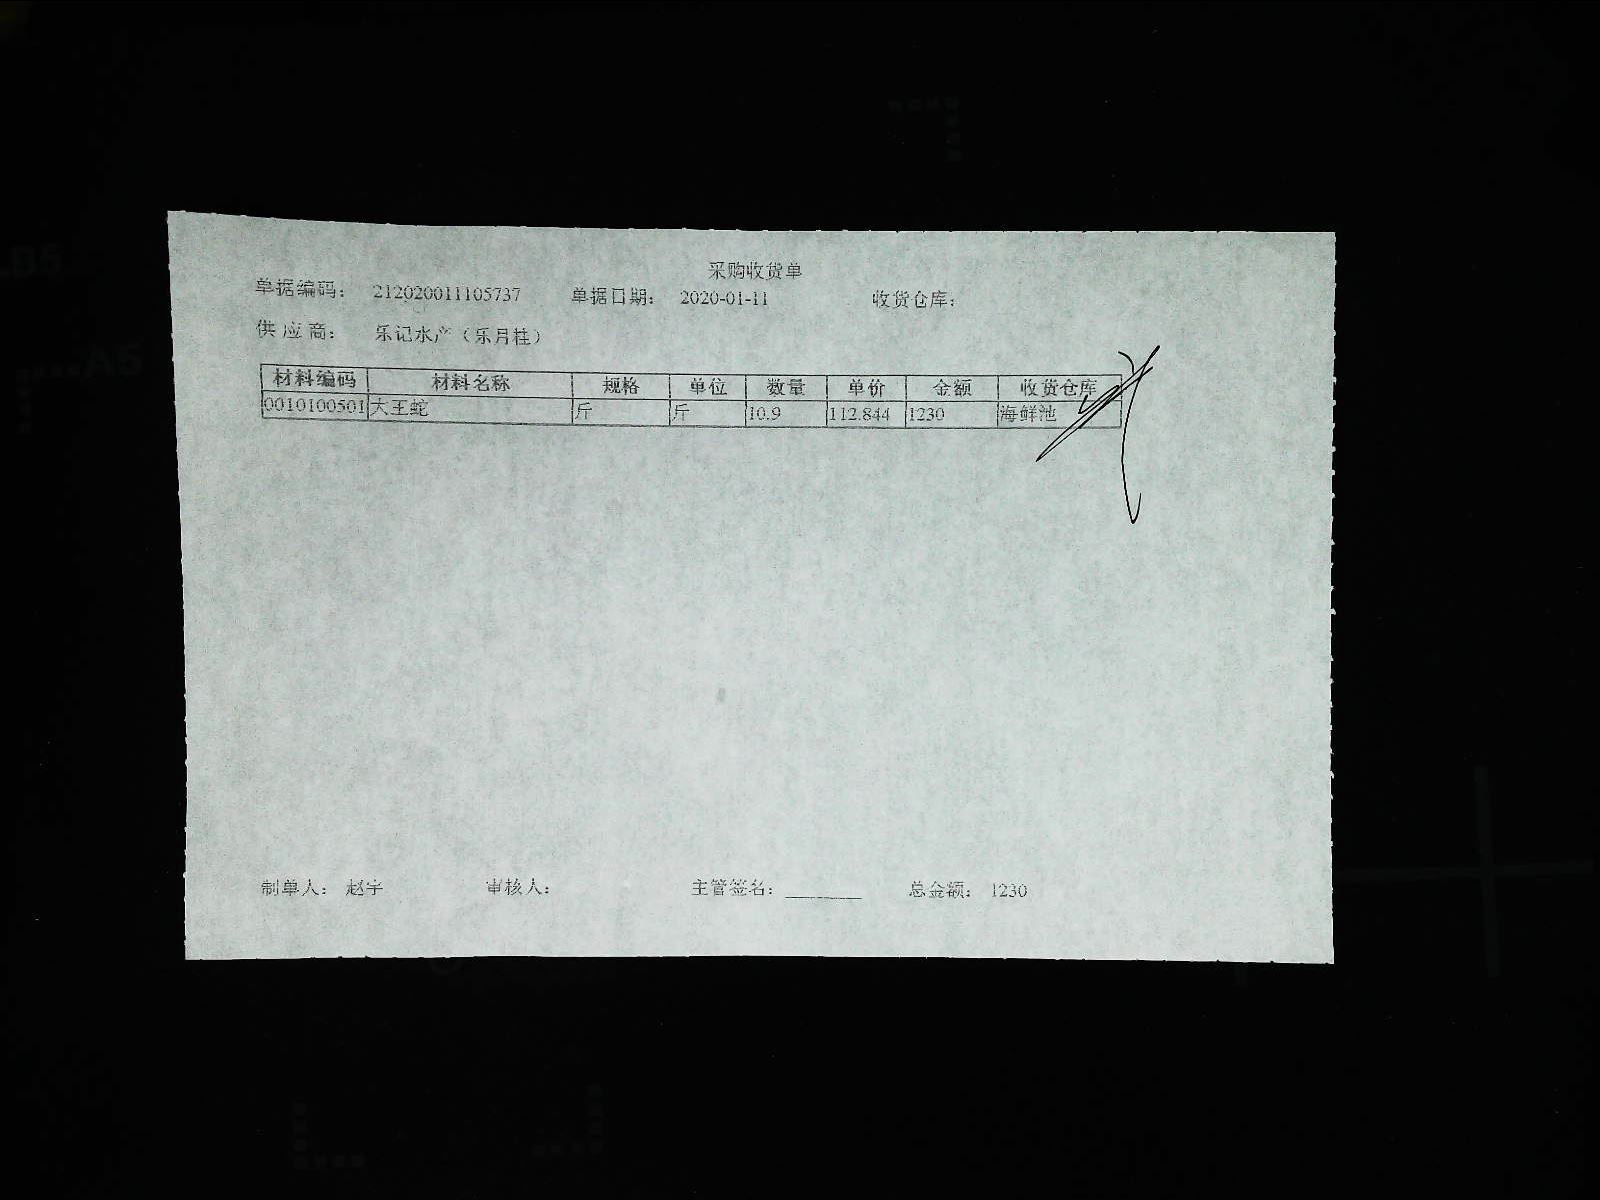 采购收货单
单据编码： 212020011105737 单据日期： 2020-01-11 收货仓库：
供 应 商： 乐记水产（乐月桂）
材料编码 材料名称 规格 单位 数量 单价 金额 收货仓库
0010100501 大王蛇 斤 斤 10.9 112.844 1230 海鲜池
制单人： 赵宇 审核人： 主管签名： ________ 总金额： 1230